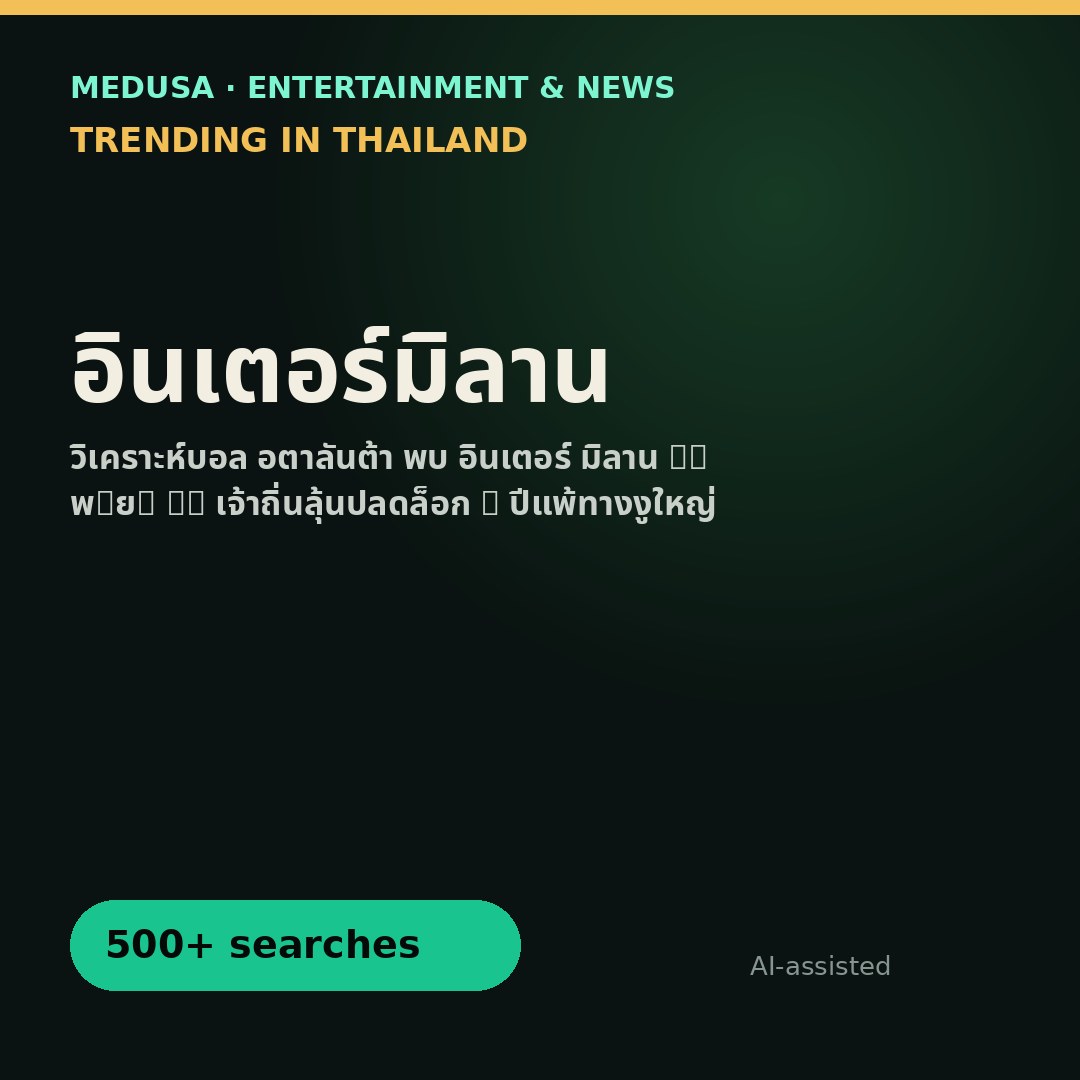 MEDUSA · ENTERTAINMENT & NEWS
TRENDING IN THAILAND
อินเตอร์มิลาน
วิเคราะห์บอล อตาลันต้า พบ อินเตอร์ มิลาน
เจ้าถิ่นลุ้นปลดล็อก ปีแพ้ทางงูใหญ่
500+ searches
AI-assisted